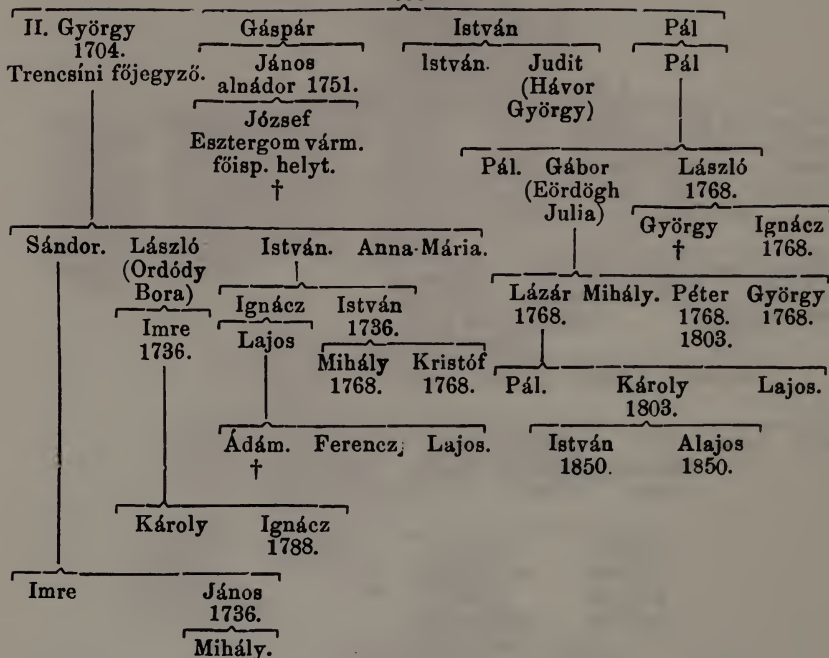 II. György Gáspár István Pál
1704. János István. Judit Pál
Trencsíni főjegyző. alnádor 1751. (Hávor
József György)
Esztergom várm.
főisp. helyt. Pál. Gábor László
† (Eördögh 1768.
Julia)
György Ignácz
Sándor. László István. Anna-Mária. † 1768.
(Ordódy
Bora) Ignácz István Lázár Mihály. Péter György
1736. 1768. 1768. 1768.
Imre Lajos 1803.
1736. Mihály Kristóf
1768. 1768. Pál. Károly Lajos.
1803.
Ádám. Ferencz, Lajos. István Alajos
† 1850. 1850.
Károly Ignácz
1788.
Imre János
1736.
Mihály.